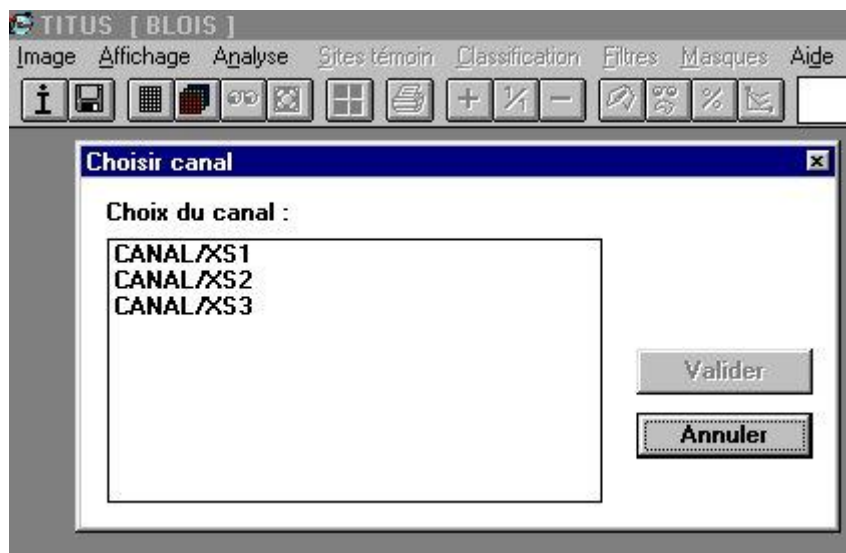 TITUS [ BLOIS ]
Image Affichage Analyse Sites témoin Classification Filtres Masques Aide
Choisir canal
Choix du canal :
CANAL/XS1
CANAL/XS2
CANAL/XS3
Valider
Annuler